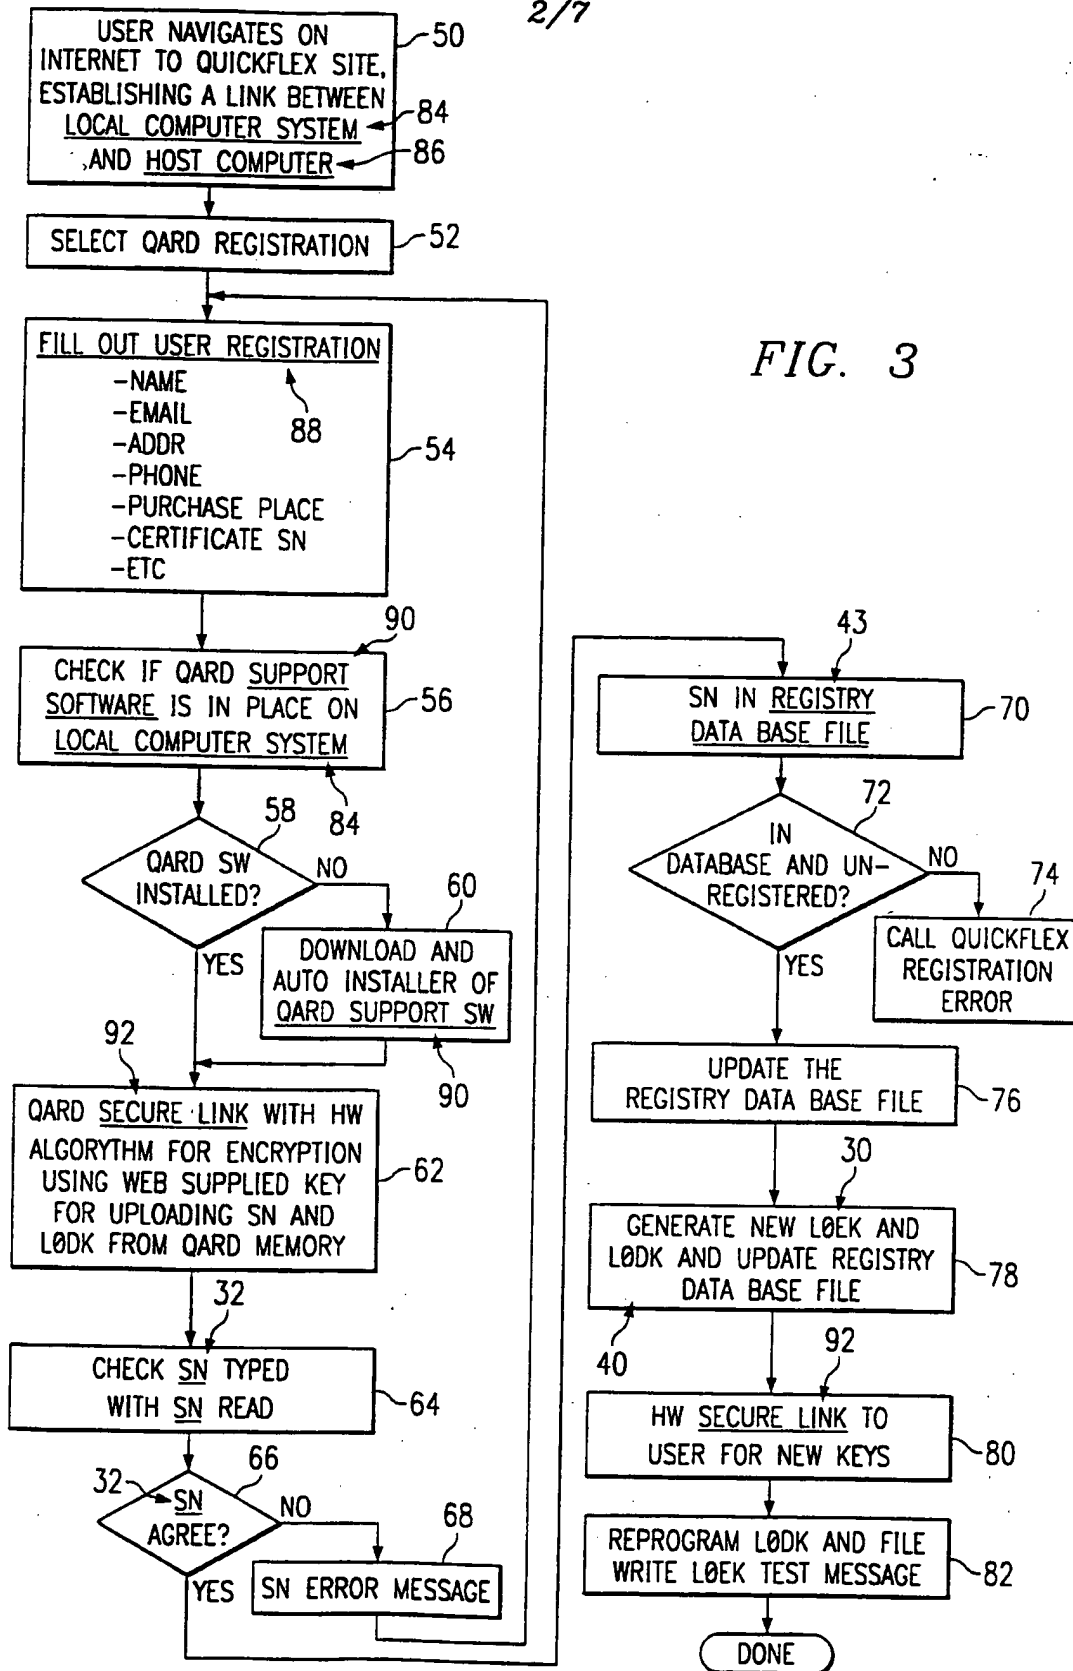 2/7
USER NAVIGATES ON
INTERNET TO QUICKFLEX SITE,
ESTABLISHING A LINK BETWEEN
LOCAL COMPUTER SYSTEM
AND HOST COMPUTER
50
84
86
SELECT QARD REGISTRATION
52
FILL OUT USER REGISTRATION
-NAME
-EMAIL
-ADDR
-PHONE
-PURCHASE PLACE
-CERTIFICATE SN
-ETC
88
54
FIG. 3
90
CHECK IF QARD SUPPORT
SOFTWARE IS IN PLACE ON
LOCAL COMPUTER SYSTEM
56
84
58
QARD SW
INSTALLED?
NO
YES
60
DOWNLOAD AND
AUTO INSTALLER OF
QARD SUPPORT SW
90
92
QARD SECURE LINK WITH HW
ALGORYTHM FOR ENCRYPTION
USING WEB SUPPLIED KEY
FOR UPLOADING SN AND
L0DK FROM QARD MEMORY
62
32
CHECK SN TYPED
WITH SN READ
64
66
32
SN
AGREE?
NO
YES
68
SN ERROR MESSAGE
43
SN IN REGISTRY
DATA BASE FILE
70
72
IN
DATABASE AND UN-
REGISTERED?
NO
YES
74
CALL QUICKFLEX
REGISTRATION
ERROR
UPDATE THE
REGISTRY DATA BASE FILE
76
30
GENERATE NEW L0EK AND
L0DK AND UPDATE REGISTRY
DATA BASE FILE
78
40
92
HW SECURE LINK TO
USER FOR NEW KEYS
80
REPROGRAM L0DK AND FILE
WRITE L0EK TEST MESSAGE
82
DONE